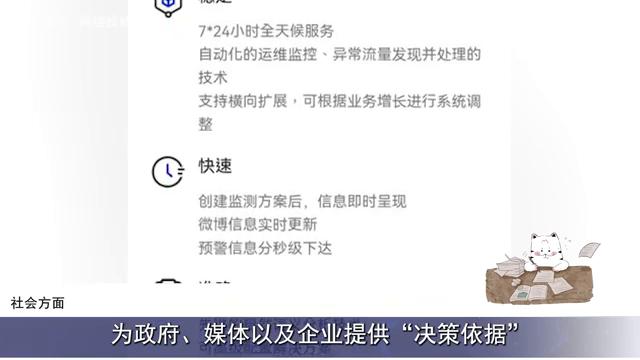 稳定
7*24小时全天候服务
自动化的运维监控、异常流量发现并处理的
技术
支持横向扩展，可根据业务增长进行系统调
整
快速
创建监测方案后，信息即时呈现
微博信息实时更新
预警信息分秒级下达
社会方面
为政府、媒体以及企业提供“决策依据”